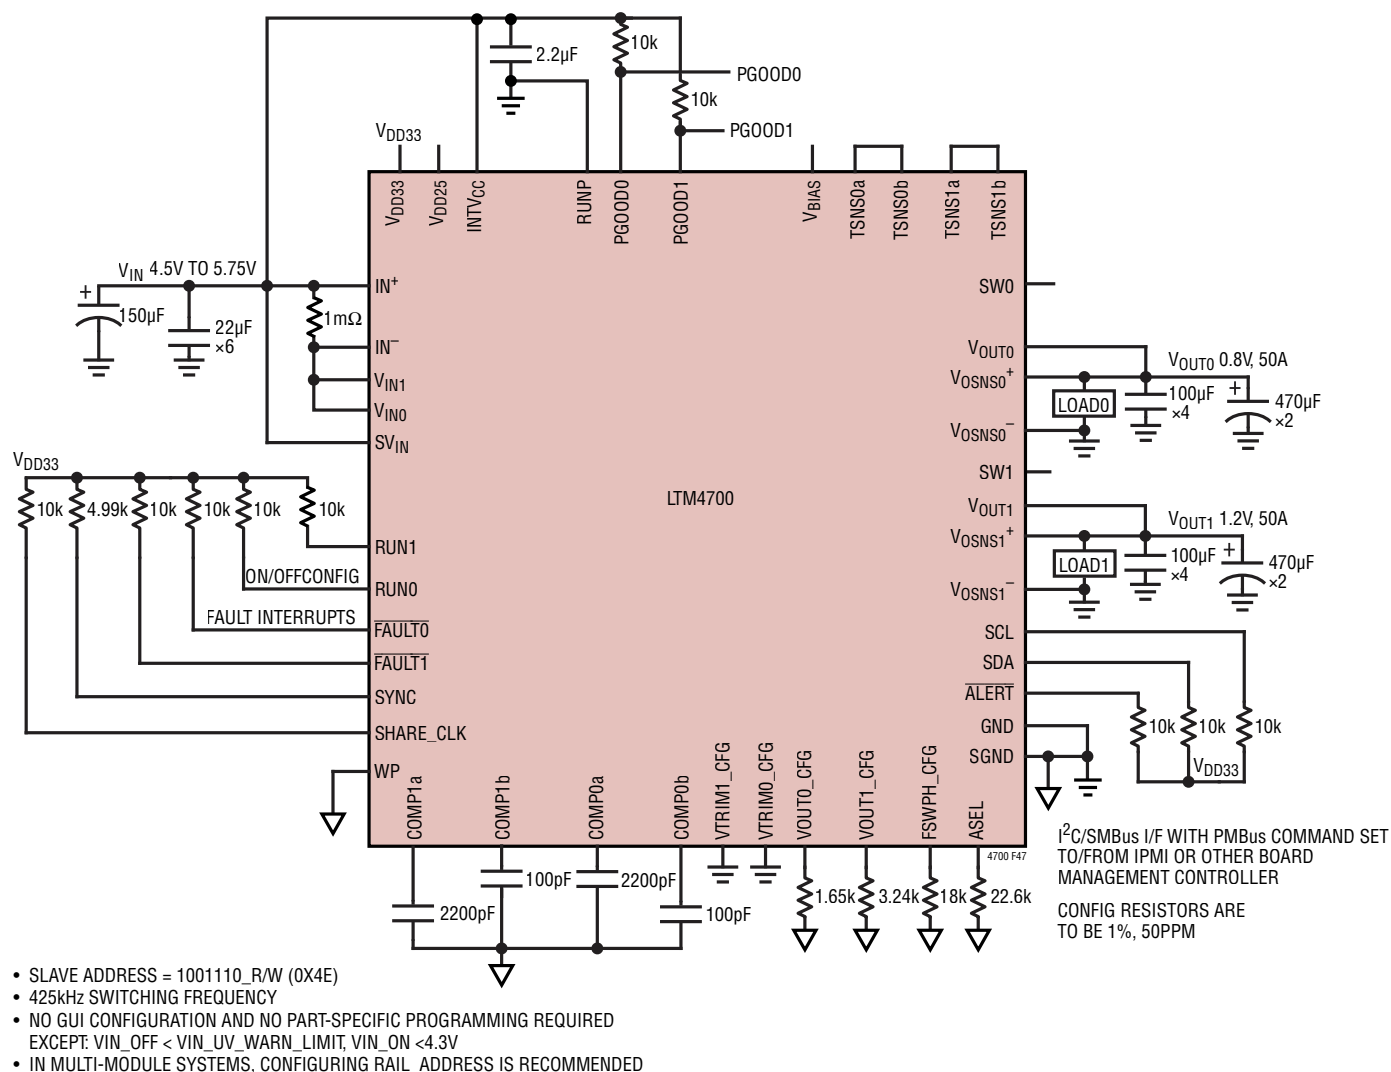 2.2µF
10k
PGOOD0
10k
PGOOD1
VDD33
VDD33
VDD25
INTVCC
RUNP
PGOOD0
PGOOD1
VBIAS
TSNS0a
TSNS0b
TSNS1a
TSNS1b
VIN 4.5V TO 5.75V
+
150µF
22µF
×6
1mΩ
IN+
IN–
VIN1
VIN0
SVIN
VDD33
10k
4.99k
10k
10k
10k
10k
RUN1
ON/OFFCONFIG
RUN0
FAULT INTERRUPTS
FAULT0
FAULT1
SYNC
SHARE_CLK
WP
LTM4700
SW0
VOUT0
VOSNS0+
VOSNS0–
VOUT0 0.8V, 50A
LOAD0
100µF
×4
+
470µF
×2
SW1
VOUT1
VOSNS1+
VOSNS1–
VOUT1 1.2V, 50A
LOAD1
100µF
×4
+
470µF
×2
SCL
SDA
ALERT
GND
SGND
10k
10k
10k
VDD33
COMP1a
COMP1b
COMP0a
COMP0b
VTRIM1_CFG
VTRIM0_CFG
VOUT0_CFG
VOUT1_CFG
FSWPH_CFG
ASEL
4700 F47
2200pF
100pF
2200pF
100pF
1.65k
3.24k
18k
22.6k
I2C/SMBus I/F WITH PMBus COMMAND SET
TO/FROM IPMI OR OTHER BOARD
MANAGEMENT CONTROLLER
CONFIG RESISTORS ARE
TO BE 1%, 50PPM
• SLAVE ADDRESS = 1001110_R/W (0X4E)
• 425kHz SWITCHING FREQUENCY
• NO GUI CONFIGURATION AND NO PART-SPECIFIC PROGRAMMING REQUIRED
EXCEPT: VIN_OFF < VIN_UV_WARN_LIMIT, VIN_ON <4.3V
• IN MULTI-MODULE SYSTEMS, CONFIGURING RAIL_ADDRESS IS RECOMMENDED